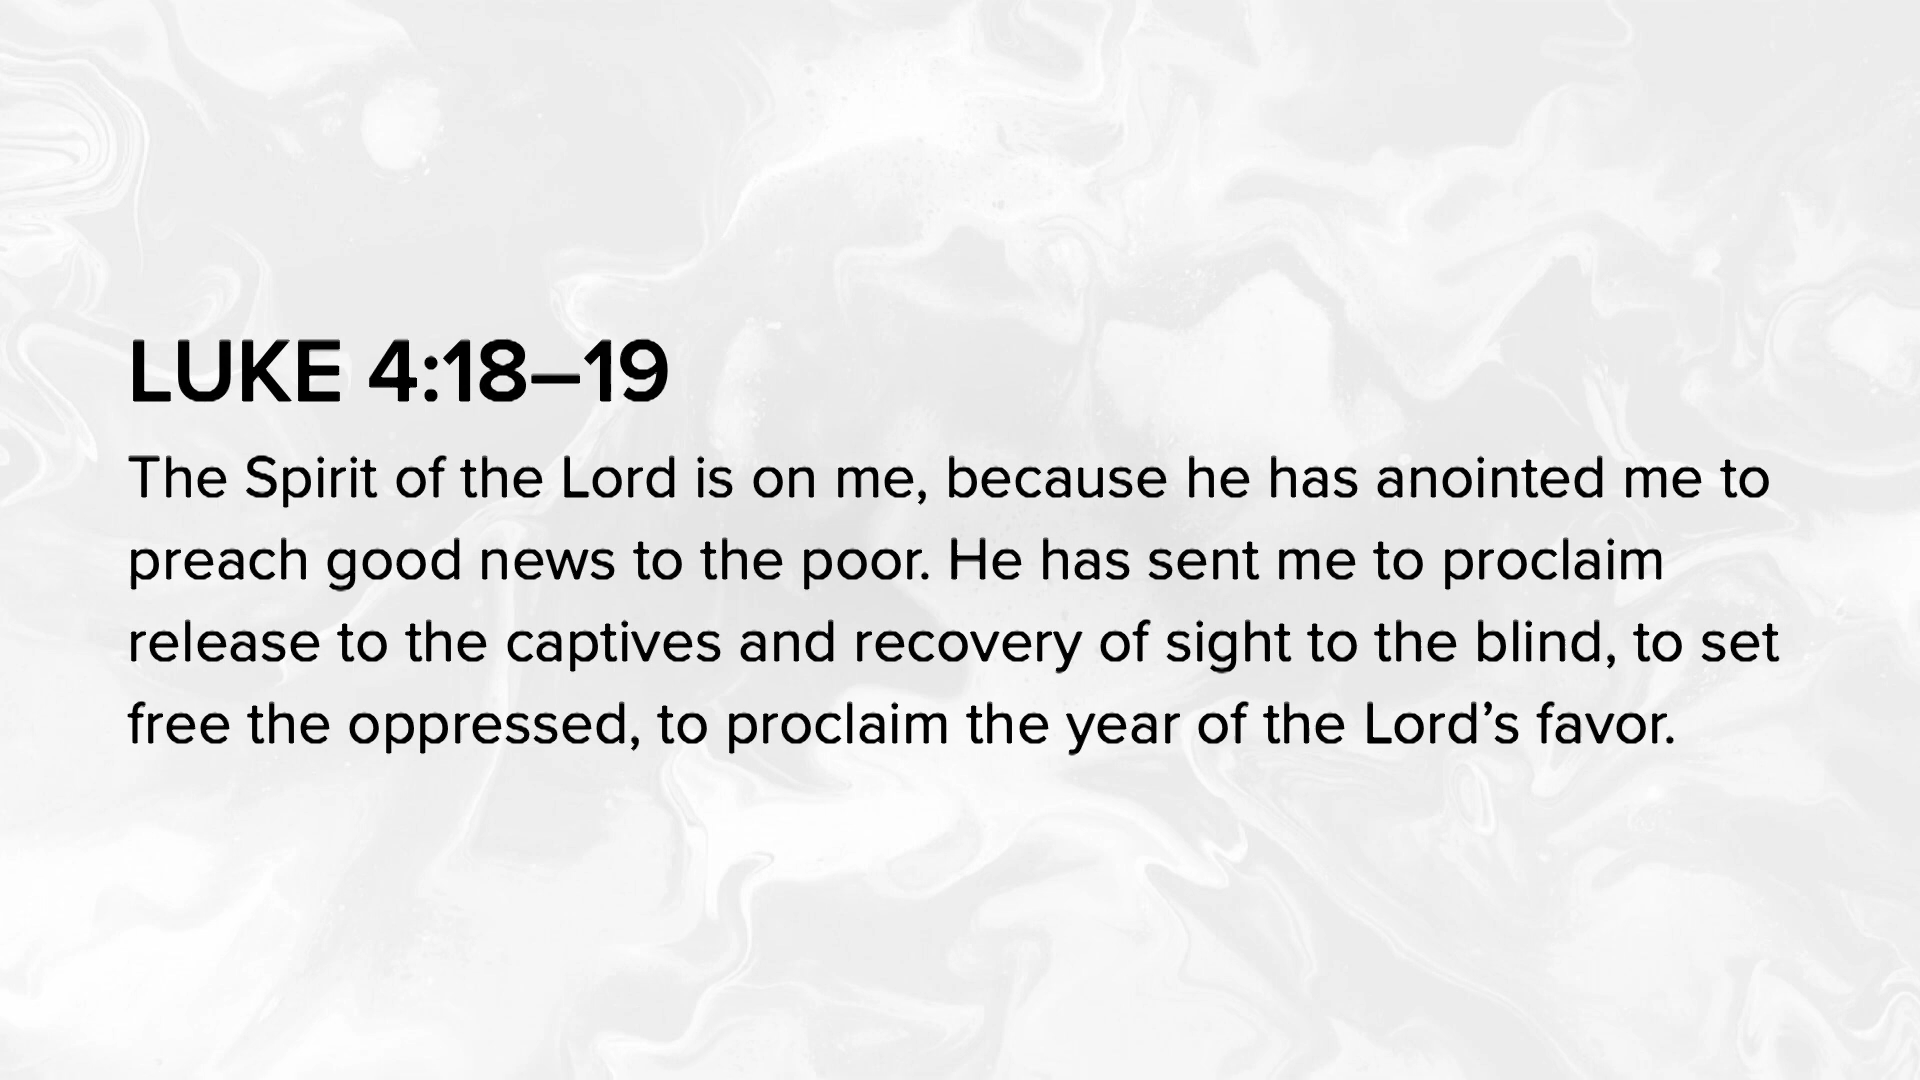 LUKE 4:18–19
The Spirit of the Lord is on me, because he has anointed me to
preach good news to the poor. He has sent me to proclaim
release to the captives and recovery of sight to the blind, to set
free the oppressed, to proclaim the year of the Lord’s favor.